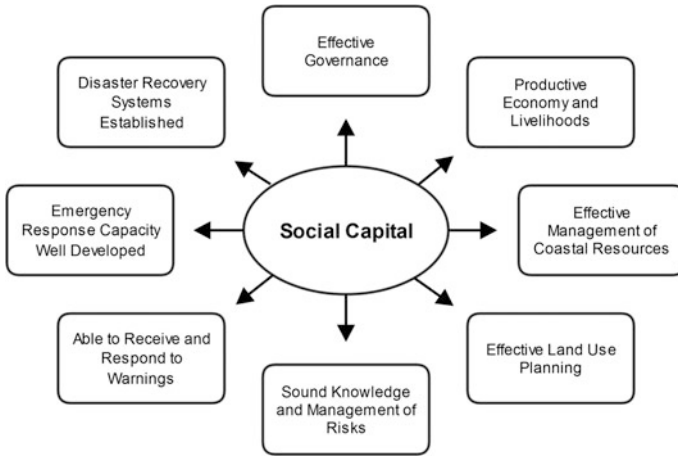 Effective
Governance
Disaster Recovery
Systems
Established
Productive
Economy and
Livelihoods
Emergency
Response Capacity
Well Developed
Social Capital
Effective
Management of
Coastal Resources
Able to Receive and
Respond to
Warnings
Effective Land Use
Planning
Sound Knowledge
and Management of
Risks